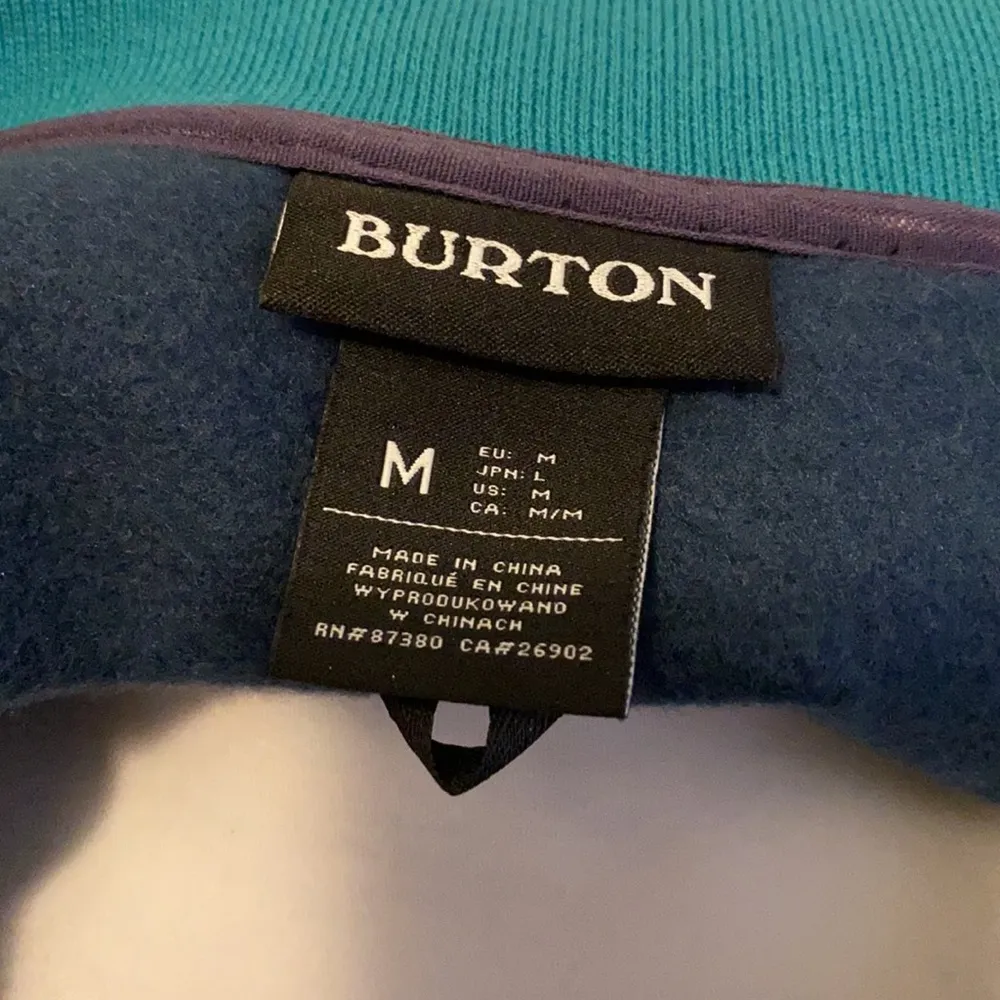 BURTON
M
EU: M
JPN: L
US: M
CA: M/M
MADE IN CHINA
FABRIQUÉ EN CHINE
WYPRODUKOWANO
W CHINACH
RN#87380 CA#26902